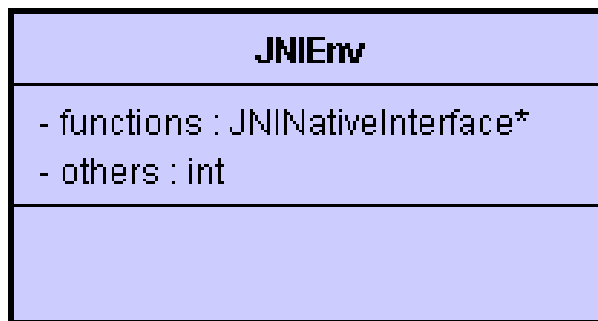 JNIEnv
- functions : JNINativeInterface*
- others : int